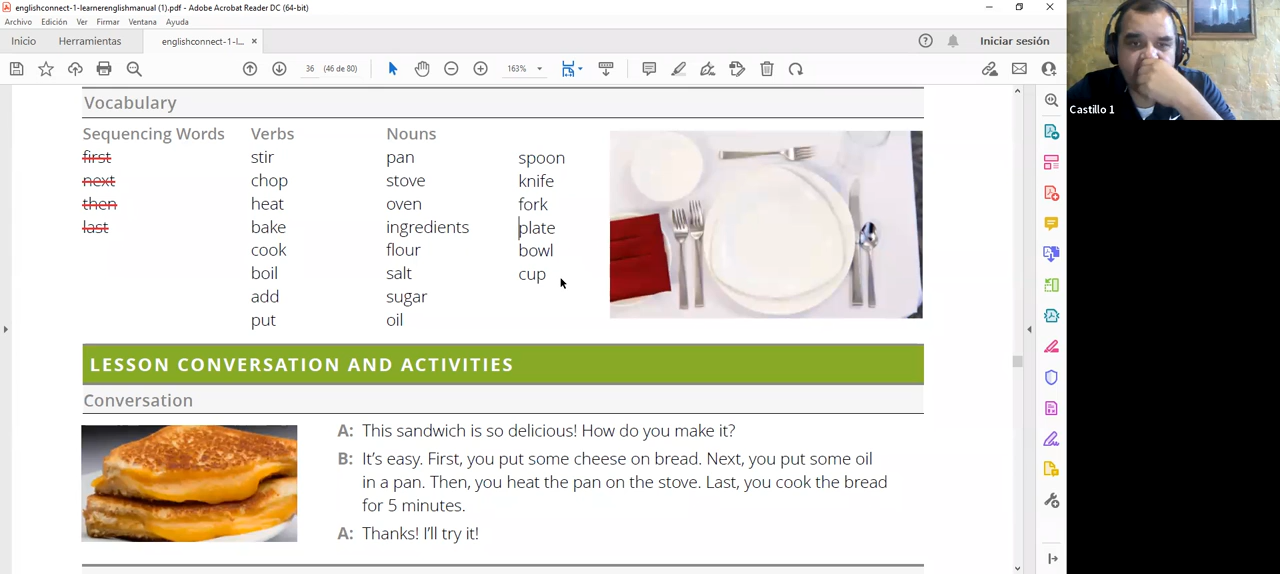 englishconnect-1-learnerenglishmanual (1).pdf - Adobe Acrobat Reader DC (64-bit)
Archivo Edición Ver Firmar Ventana Ayuda
Inicio Herramientas englishconnect-1-l... × Iniciar sesión
36 (46 de 80) 163%
Castillo 1
Vocabulary
Sequencing Words Verbs Nouns
first stir pan spoon
next chop stove knife
then heat oven fork
last bake ingredients plate
cook flour bowl
boil salt cup
add sugar
put oil
LESSON CONVERSATION AND ACTIVITIES
Conversation
A: This sandwich is so delicious! How do you make it?
B: It's easy. First, you put some cheese on bread. Next, you put some oil
in a pan. Then, you heat the pan on the stove. Last, you cook the bread
for 5 minutes.
A: Thanks! I'll try it!